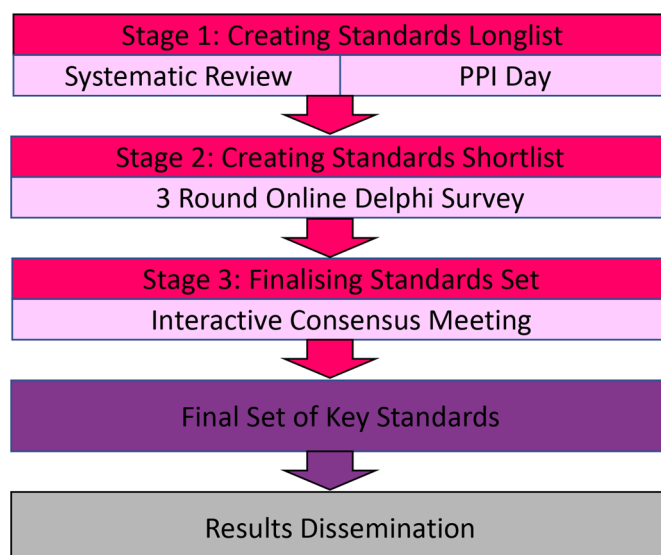 Stage 1: Creating Standards Longlist
Systematic Review
PPI Day
Stage 2: Creating Standards Shortlist
3 Round Online Delphi Survey
Stage 3: Finalising Standards Set
Interactive Consensus Meeting
Final Set of Key Standards
Results Dissemination